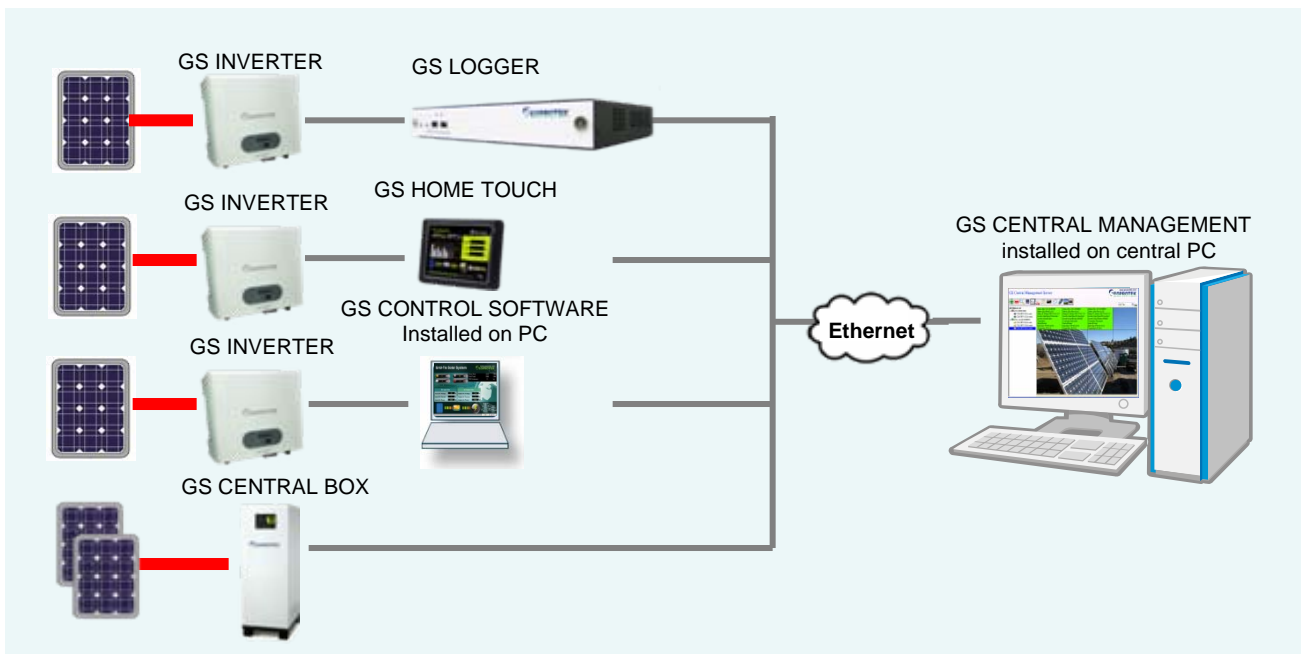 GS INVERTER
GS LOGGER
GS INVERTER
GS HOME TOUCH
GS CONTROL SOFTWARE
Installed on PC
GS INVERTER
GS CENTRAL BOX
Ethernet
GS CENTRAL MANAGEMENT
installed on central PC